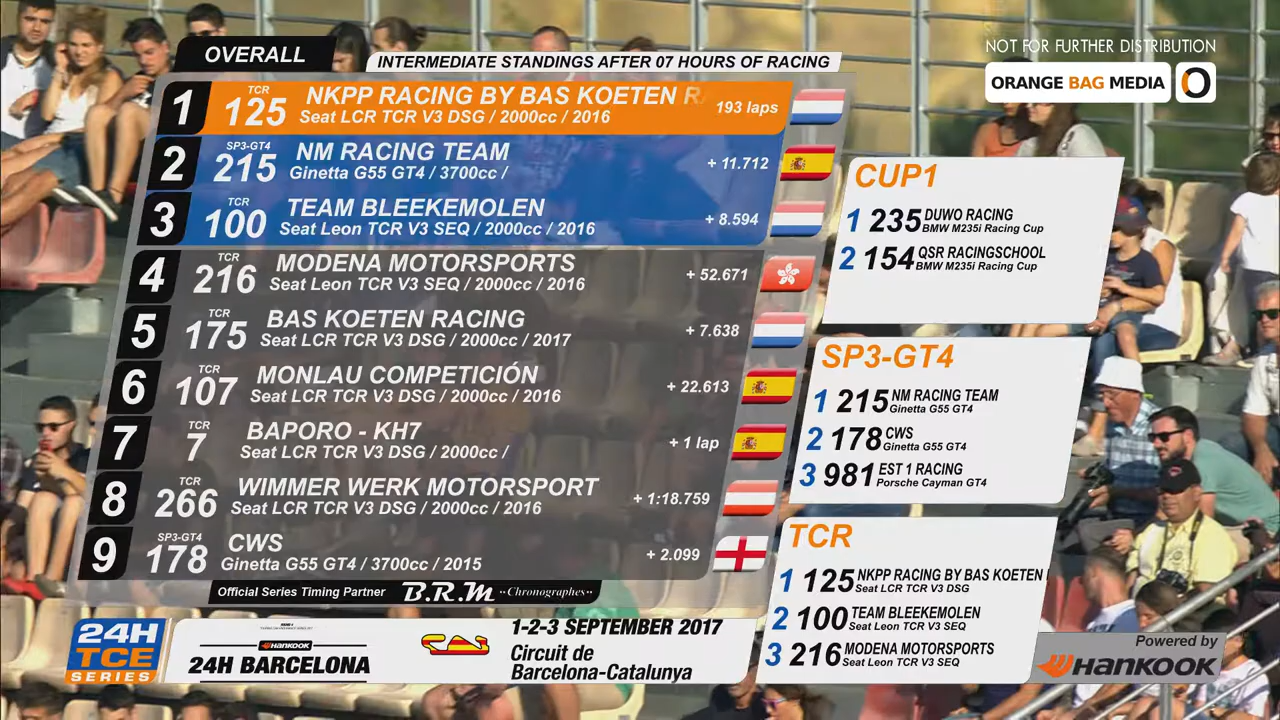 OVERALL
INTERMEDIATE STANDINGS AFTER 07 HOURS OF RACING
1 TCR 125 NKPP RACING BY BAS KOETEN R 193 laps
Seat LCR TCR V3 DSG / 2000cc / 2016
2 SP3-GT4 215 NM RACING TEAM + 11.712
Ginetta G55 GT4 / 3700cc /
3 TCR 100 TEAM BLEEKEMOLEN + 8.594
Seat Leon TCR V3 SEQ / 2000cc / 2016
4 TCR 216 MODENA MOTORSPORTS + 52.671
Seat Leon TCR V3 SEQ / 2000cc / 2016
5 TCR 175 BAS KOETEN RACING + 7.638
Seat LCR TCR V3 DSG / 2000cc / 2017
6 TCR 107 MONLAU COMPETICIÓN + 22.613
Seat LCR TCR V3 DSG / 2000cc / 2016
7 TCR 7 BAPORO - KH7 + 1 lap
Seat LCR TCR V3 DSG / 2000cc /
8 TCR 266 WIMMER WERK MOTORSPORT + 1:18.759
Seat LCR TCR V3 DSG / 2000cc / 2016
9 SP3-GT4 178 CWS + 2.099
Ginetta G55 GT4 / 3700cc / 2015
Official Series Timing Partner B.R.M Chronographes
NOT FOR FURTHER DISTRIBUTION
ORANGE BAG MEDIA
CUP1
1 235 DUWO RACING
BMW M235i Racing Cup
2 154 QSR RACINGSCHOOL
BMW M235i Racing Cup
SP3-GT4
1 215 NM RACING TEAM
Ginetta G55 GT4
2 178 CWS
Ginetta G55 GT4
3 981 EST 1 RACING
Porsche Cayman GT4
TCR
1 125 NKPP RACING BY BAS KOETEN
Seat LCR TCR V3 DSG
2 100 TEAM BLEEKEMOLEN
Seat Leon TCR V3 SEQ
3 216 MODENA MOTORSPORTS
Seat Leon TCR V3 SEQ
24H
TCE
SERIES
HANKOOK
24H BARCELONA
1-2-3 SEPTEMBER 2017
Circuit de
Barcelona-Catalunya
Powered by
HANKOOK